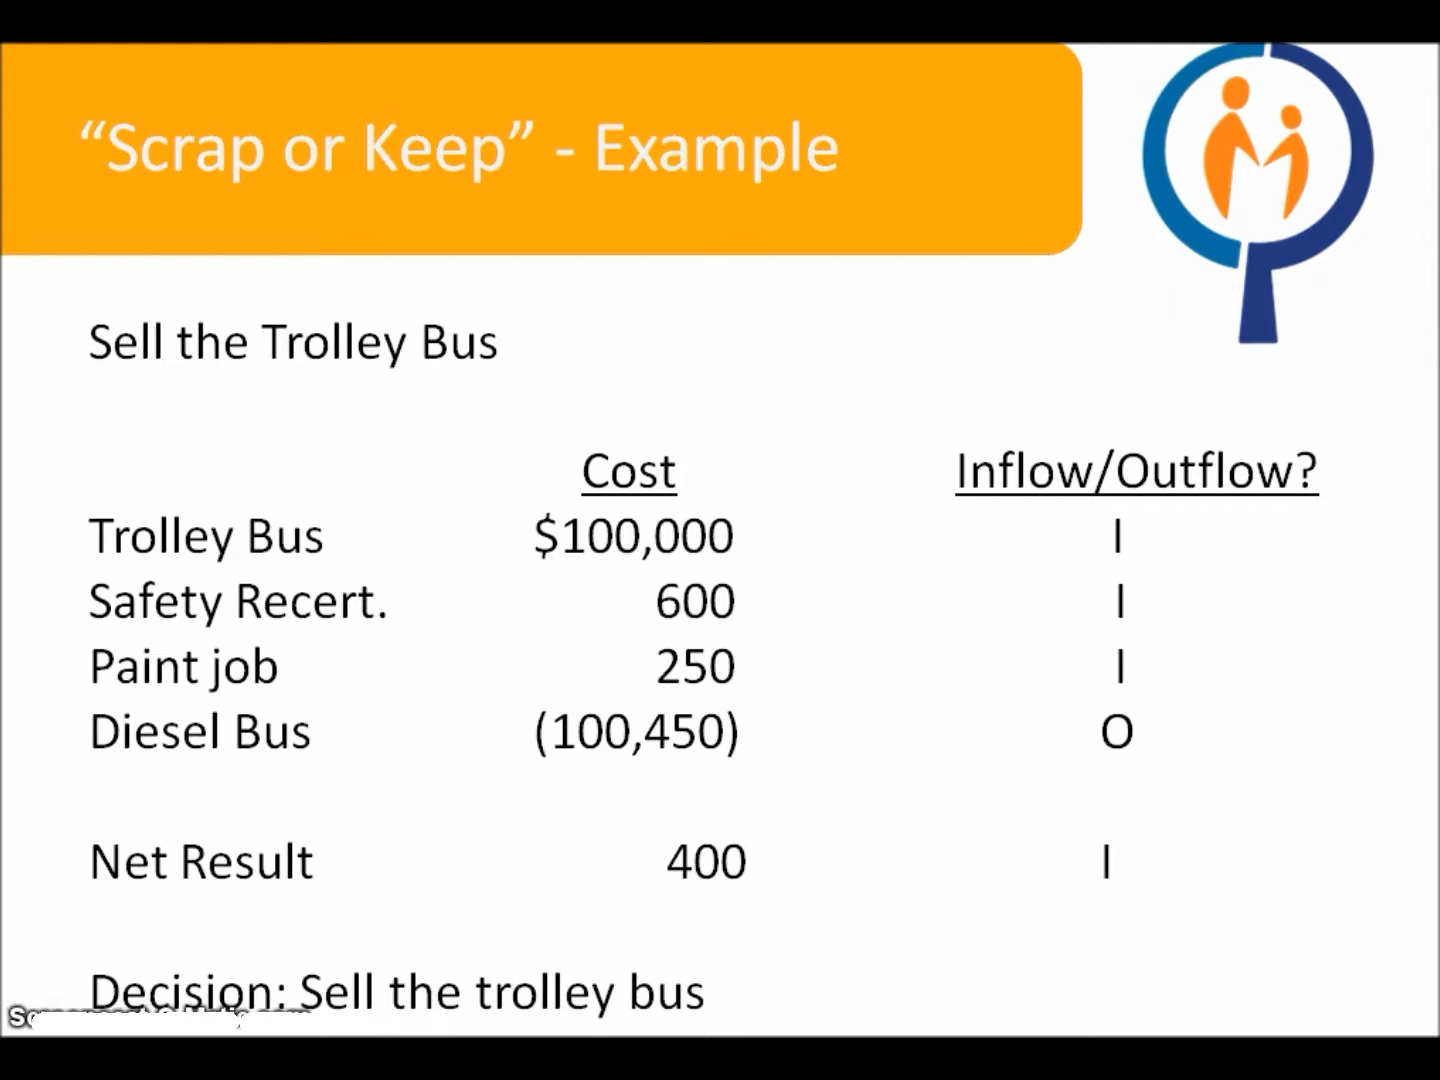 “Scrap or Keep” - Example
Sell the Trolley Bus
Cost Inflow/Outflow?
Trolley Bus $100,000 I
Safety Recert. 600 I
Paint job 250 I
Diesel Bus (100,450) O
Net Result 400 I
Decision: Sell the trolley bus